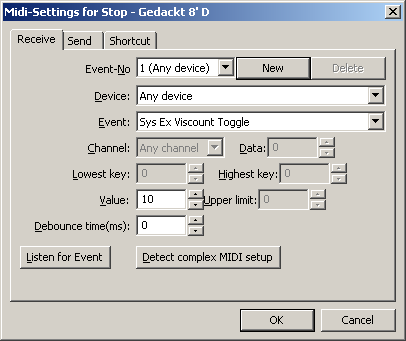 Midi-Settings for Stop - Gedackt 8' D
Receive Send Shortcut
Event-No 1 (Any device) New Delete
Device: Any device
Event: Sys Ex Viscount Toggle
Channel: Any channel Data: 0
Lowest key: 0 Highest key: 0
Value: 10 Upper limit: 0
Debounce time(ms): 0
Listen for Event Detect complex MIDI setup
OK Cancel